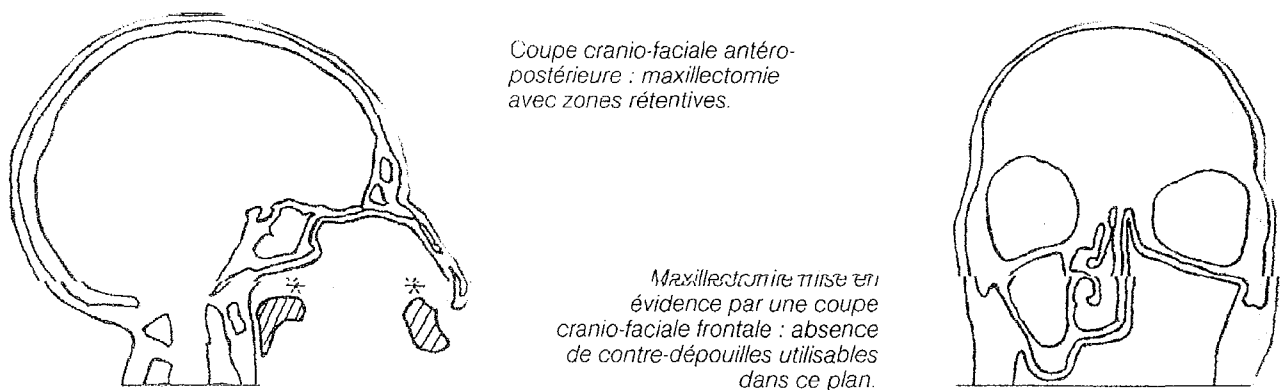 Coupe cranio-faciale antéro-
postérieure : maxillectomie
avec zones rétentives.
Maxillectomie mise en
évidence par une coupe
cranio-faciale frontale : absence
de contre-dépouilles utilisables
dans ce plan.